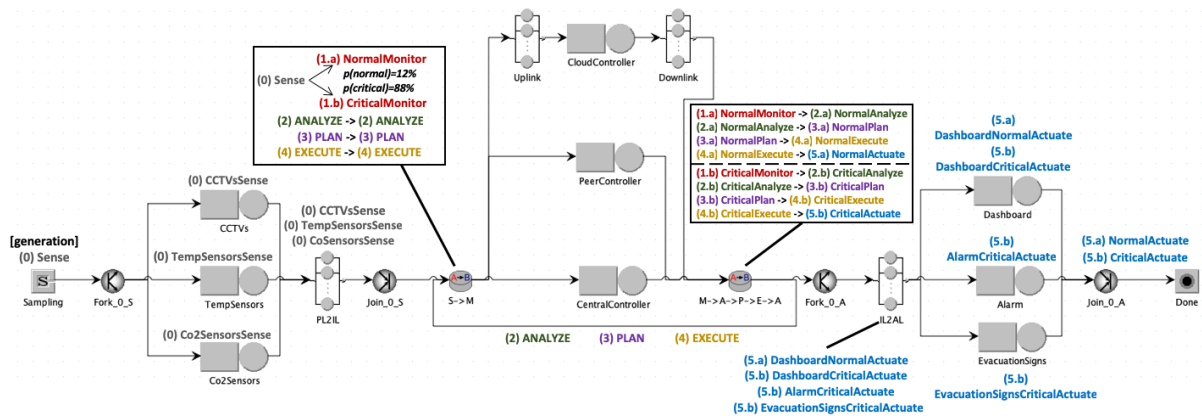 Uplink
CloudController
Downlink
(1.a) NormalMonitor
(0) Sense
p(normal)=12%
p(critical)=88%
(1.b) CriticalMonitor
(2) ANALYZE -> (2) ANALYZE
(3) PLAN -> (3) PLAN
(4) EXECUTE -> (4) EXECUTE
(1.a) NormalMonitor -> (2.a) NormalAnalyze
(2.a) NormalAnalyze -> (3.a) NormalPlan
(3.a) NormalPlan -> (4.a) NormalExecute
(4.a) NormalExecute -> (5.a) NormalActuate
(1.b) CriticalMonitor -> (2.b) CriticalAnalyze
(2.b) CriticalAnalyze -> (3.b) CriticalPlan
(3.b) CriticalPlan -> (4.b) CriticalExecute
(4.b) CriticalExecute -> (5.b) CriticalActuate
(5.a)
DashboardNormalActuate
(5.b)
DashboardCriticalActuate
PeerController
Dashboard
(0) CCTVsSense
CCTVs
(0) CCTVsSense
(0) TempSensorsSense
(0) CoSensorsSense
[generation]
(0) Sense
S
Sampling
Fork_0_S
(0) TempSensorsSense
TempSensors
PL2IL
Join_0_S
A->B
S->M
CentralController
A->B
M->A->P->E->A
Fork_0_A
IL2AL
(5.b)
AlarmCriticalActuate
Alarm
(5.a) NormalActuate
(5.b) CriticalActuate
Join_0_A
Done
(0) Co2SensorsSense
Co2Sensors
(2) ANALYZE (3) PLAN (4) EXECUTE
EvacuationSigns
(5.b)
EvacuationSignsCriticalActuate
(5.a) DashboardNormalActuate
(5.b) DashboardCriticalActuate
(5.b) AlarmCriticalActuate
(5.b) EvacuationSignsCriticalActuate